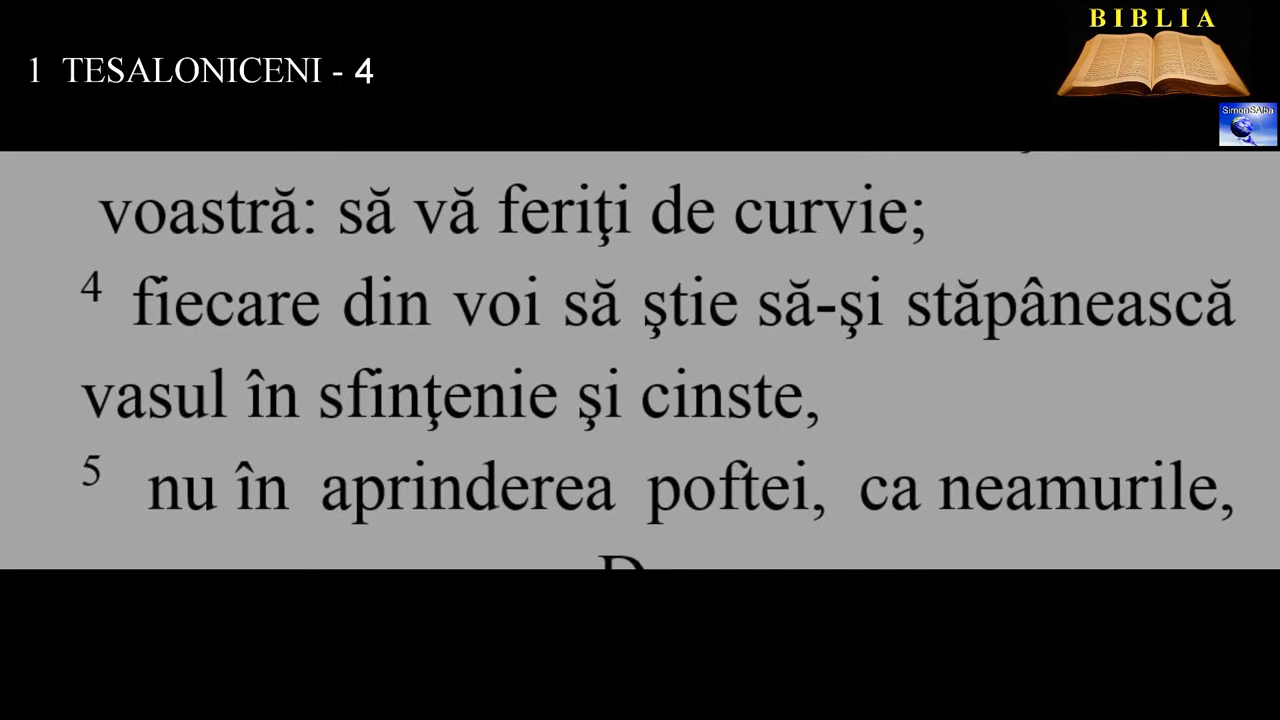 BIBLIA
1 TESALONICENI - 4
SimonSAlba
voastră: să vă feriţi de curvie;
4 fiecare din voi să ştie să-şi stăpânească
vasul în sfinţenie şi cinste,
5 nu în aprinderea poftei, ca neamurile,